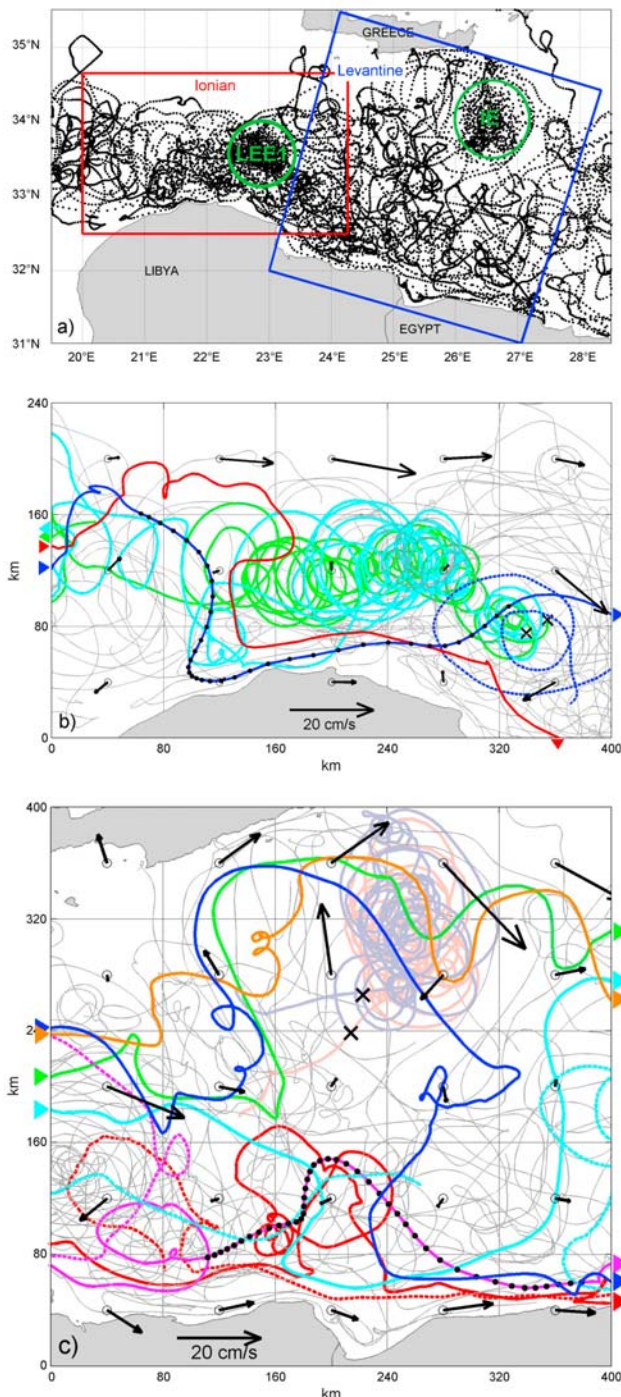 35°N
34°N
33°N
32°N
31°N
GREECE
Levantine
Ionian
IE
LEE1
LIBYA
EGYPT
a)
20°E 21°E 22°E 23°E 24°E 25°E 26°E 27°E 28°E
240
160
80
0
km
b)
20 cm/s
0 80 160 240 320 400
km
400
320
240
160
80
0
km
c)
20 cm/s
0 80 160 240 320 400
km